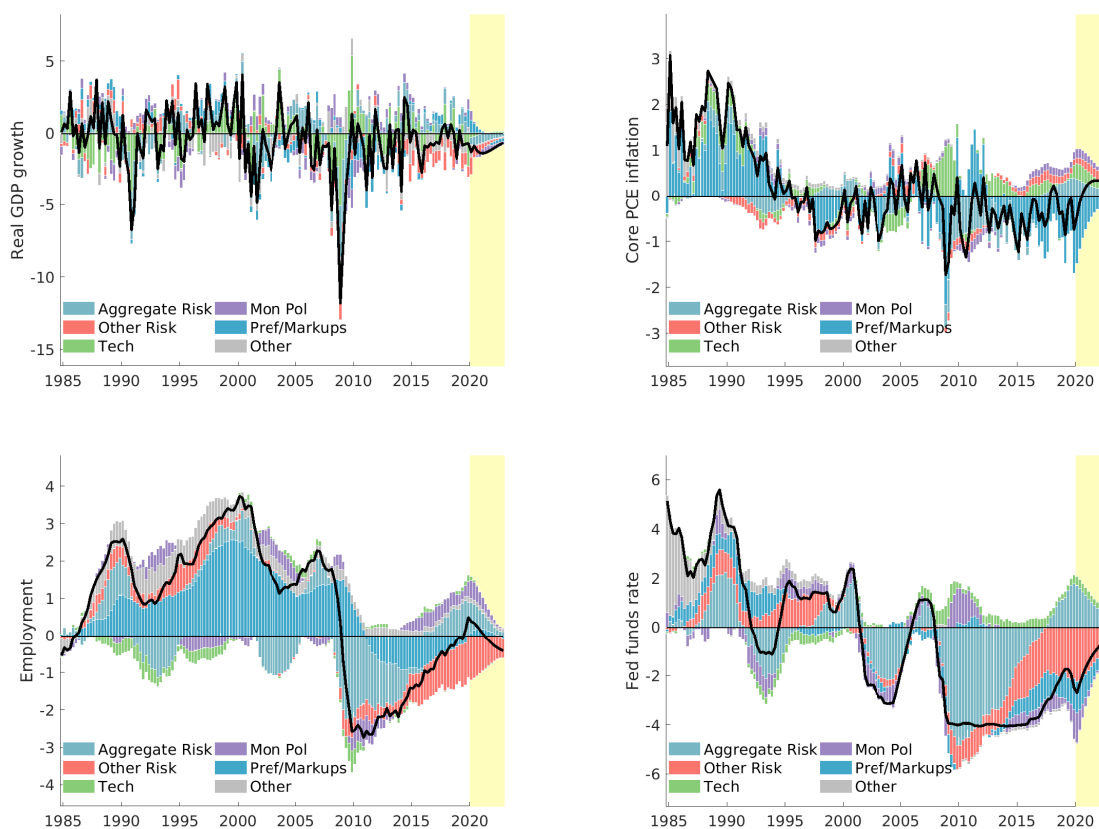 5
0
-5
-10
-15
Real GDP growth
Aggregate Risk
Other Risk
Tech
Mon Pol
Pref/Markups
Other
1985 1990 1995 2000 2005 2010 2015 2020
3
2
1
0
-1
-2
-3
Core PCE inflation
Aggregate Risk
Other Risk
Tech
Mon Pol
Pref/Markups
Other
1985 1990 1995 2000 2005 2010 2015 2020
4
3
2
1
0
-1
-2
-3
-4
Employment
Aggregate Risk
Other Risk
Tech
Mon Pol
Pref/Markups
Other
1985 1990 1995 2000 2005 2010 2015 2020
6
4
2
0
-2
-4
-6
Fed funds rate
Aggregate Risk
Other Risk
Tech
Mon Pol
Pref/Markups
Other
1985 1990 1995 2000 2005 2010 2015 2020